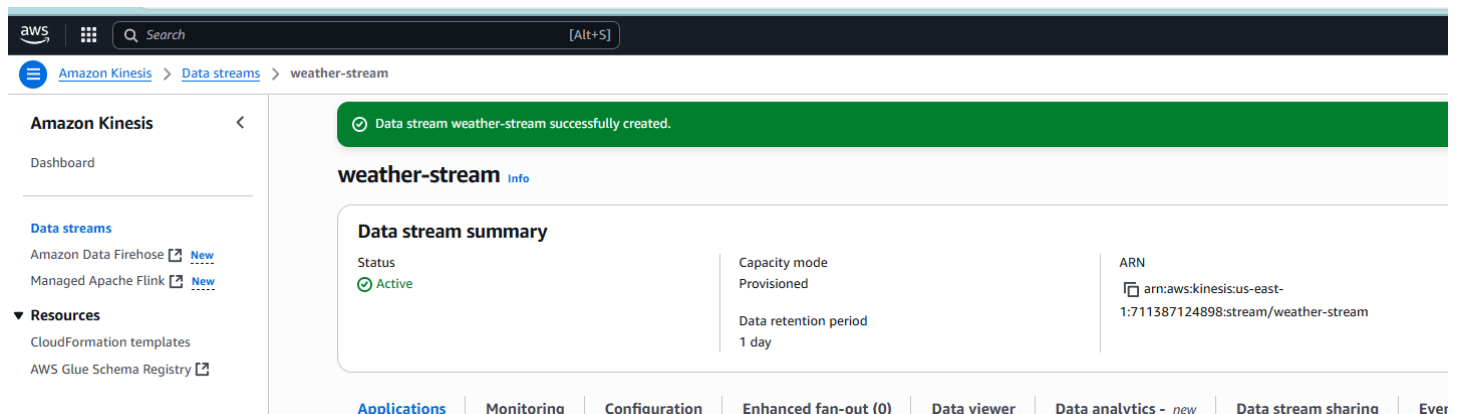 aws
Search [Alt+S]
Amazon Kinesis > Data streams > weather-stream
Amazon Kinesis
Dashboard
Data streams
Amazon Data Firehose New
Managed Apache Flink New
Resources
CloudFormation templates
AWS Glue Schema Registry
Data stream weather-stream successfully created.
weather-stream Info
Data stream summary
Status
Active
Capacity mode
Provisioned
Data retention period
1 day
ARN
arn:aws:kinesis:us-east-
1:711387124898:stream/weather-stream
Applications Monitoring Configuration Enhanced fan-out (0) Data viewer Data analytics - new Data stream sharing